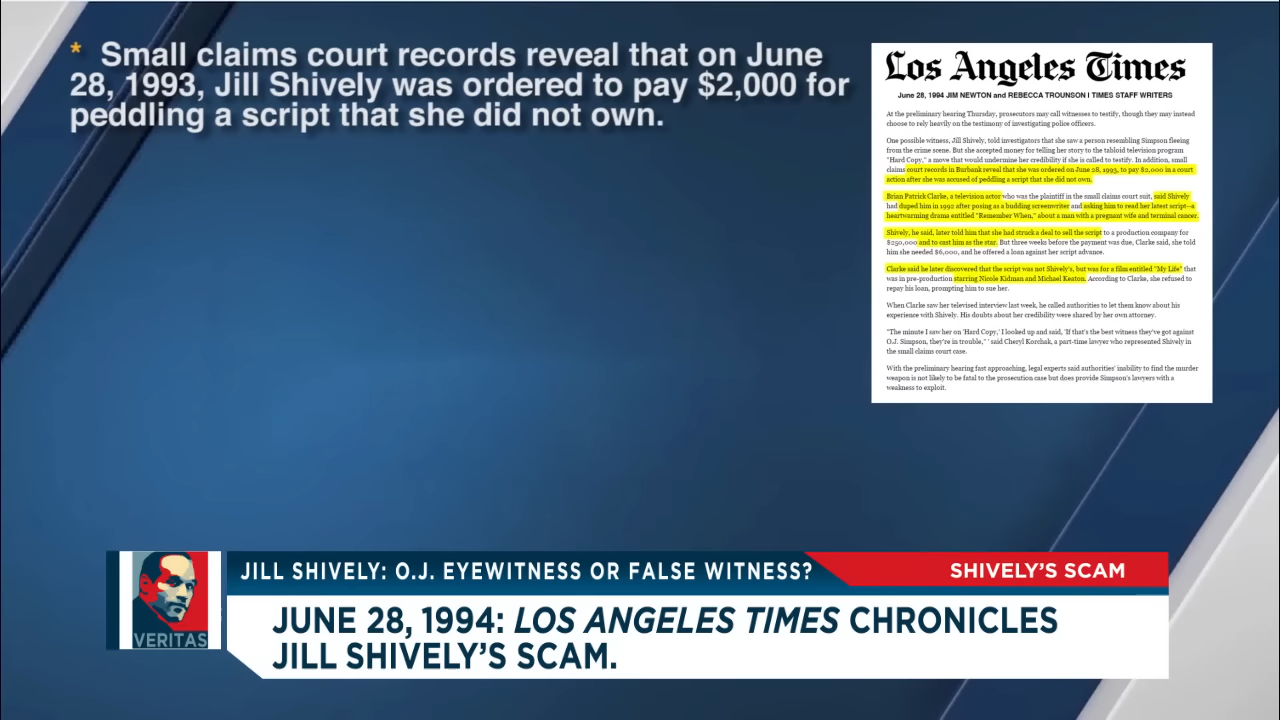 * Small claims court records reveal that on June
28, 1993, Jill Shively was ordered to pay $2,000 for
peddling a script that she did not own.
Los Angeles Times
June 28, 1994 JIM NEWTON and REBECCA TROUNSON I TIMES STAFF WRITERS
At the preliminary hearing Thursday, prosecutors may call witnesses to testify, though they may instead
choose to rely heavily on the testimony of investigating police officers.
One possible witness, Jill Shively, told investigators that she saw a person resembling Simpson fleeing
from the crime scene. But she accepted money for telling her story to the tabloid television program
"Hard Copy," a move that would undermine her credibility if she is called to testify. In addition, small
claims court records in Burbank reveal that she was ordered on June 28, 1993, to pay $2,000 in a court
action after she was accused of peddling a script that she did not own.
Brian Patrick Clarke, a television actor who was the plaintiff in the small claims court suit, said Shively
had duped him in 1992 after posing as a budding screenwriter and asking him to read her latest script--a
heartwarming drama entitled "Remember When," about a man with a pregnant wife and terminal cancer.
Shively, he said, later told him that she had struck a deal to sell the script to a production company for
$250,000 and to cast him as the star. But three weeks before the payment was due, Clarke said, she told
him she needed $6,000, and he offered a loan against her script advance.
Clarke said he later discovered that the script was not Shively's, but was for a film entitled "My Life" that
was in pre-production starring Nicole Kidman and Michael Keaton. According to Clarke, she refused to
repay his loan, prompting him to sue her.
When Clarke saw her televised interview last week, he called authorities to let them know about his
experience with Shively. His doubts about her credibility were shared by her own attorney.
"The minute I saw her on 'Hard Copy,' I looked up and said, 'If that's the best witness they've got against
O.J. Simpson, they're in trouble,' " said Cheryl Korchak, a part-time lawyer who represented Shively in
the small claims court case.
With the preliminary hearing fast approaching, legal experts said authorities' inability to find the murder
weapon is not likely to be fatal to the prosecution case but does provide Simpson's lawyers with a
weakness to exploit.
JILL SHIVELY: O.J. EYEWITNESS OR FALSE WITNESS?
SHIVELY'S SCAM
VERITAS
JUNE 28, 1994: LOS ANGELES TIMES CHRONICLES
JILL SHIVELY'S SCAM.